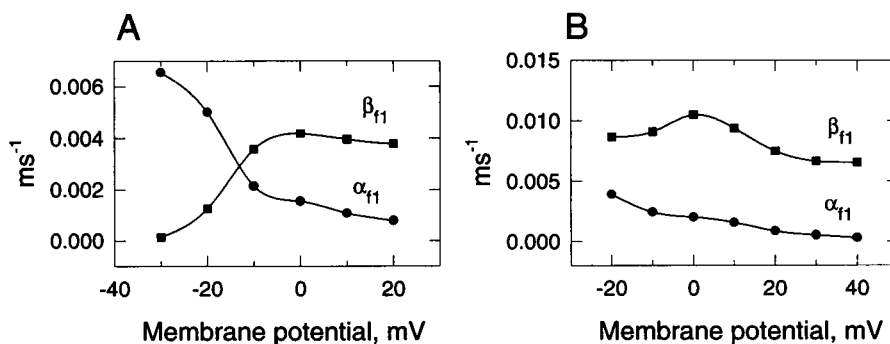 A
0.006
0.004
0.002
0.000
ms⁻¹
βf1
αf1
-40 -20 0 20
Membrane potential, mV
B
0.015
0.010
0.005
0.000
ms⁻¹
βf1
αf1
-20 0 20 40
Membrane potential, mV